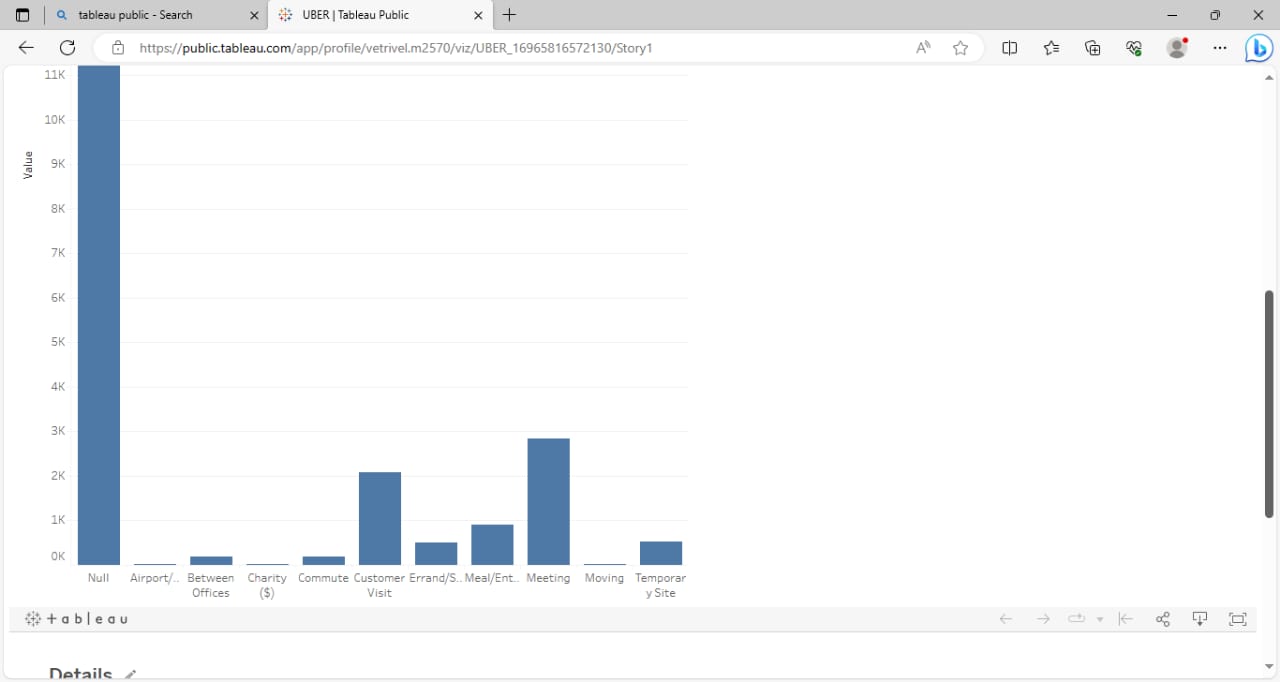 tableau public - Search
UBER | Tableau Public
https://public.tableau.com/app/profile/vetrivel.m2570/viz/UBER_16965816572130/Story1
11K
10K
9K
8K
7K
6K
5K
4K
3K
2K
1K
0K
Value
Null
Airport/..
Between
Offices
Charity
($)
Commute
Customer
Visit
Errand/S..
Meal/Ent..
Meeting
Moving
Temporar
y Site
+ a b | e a u
Details